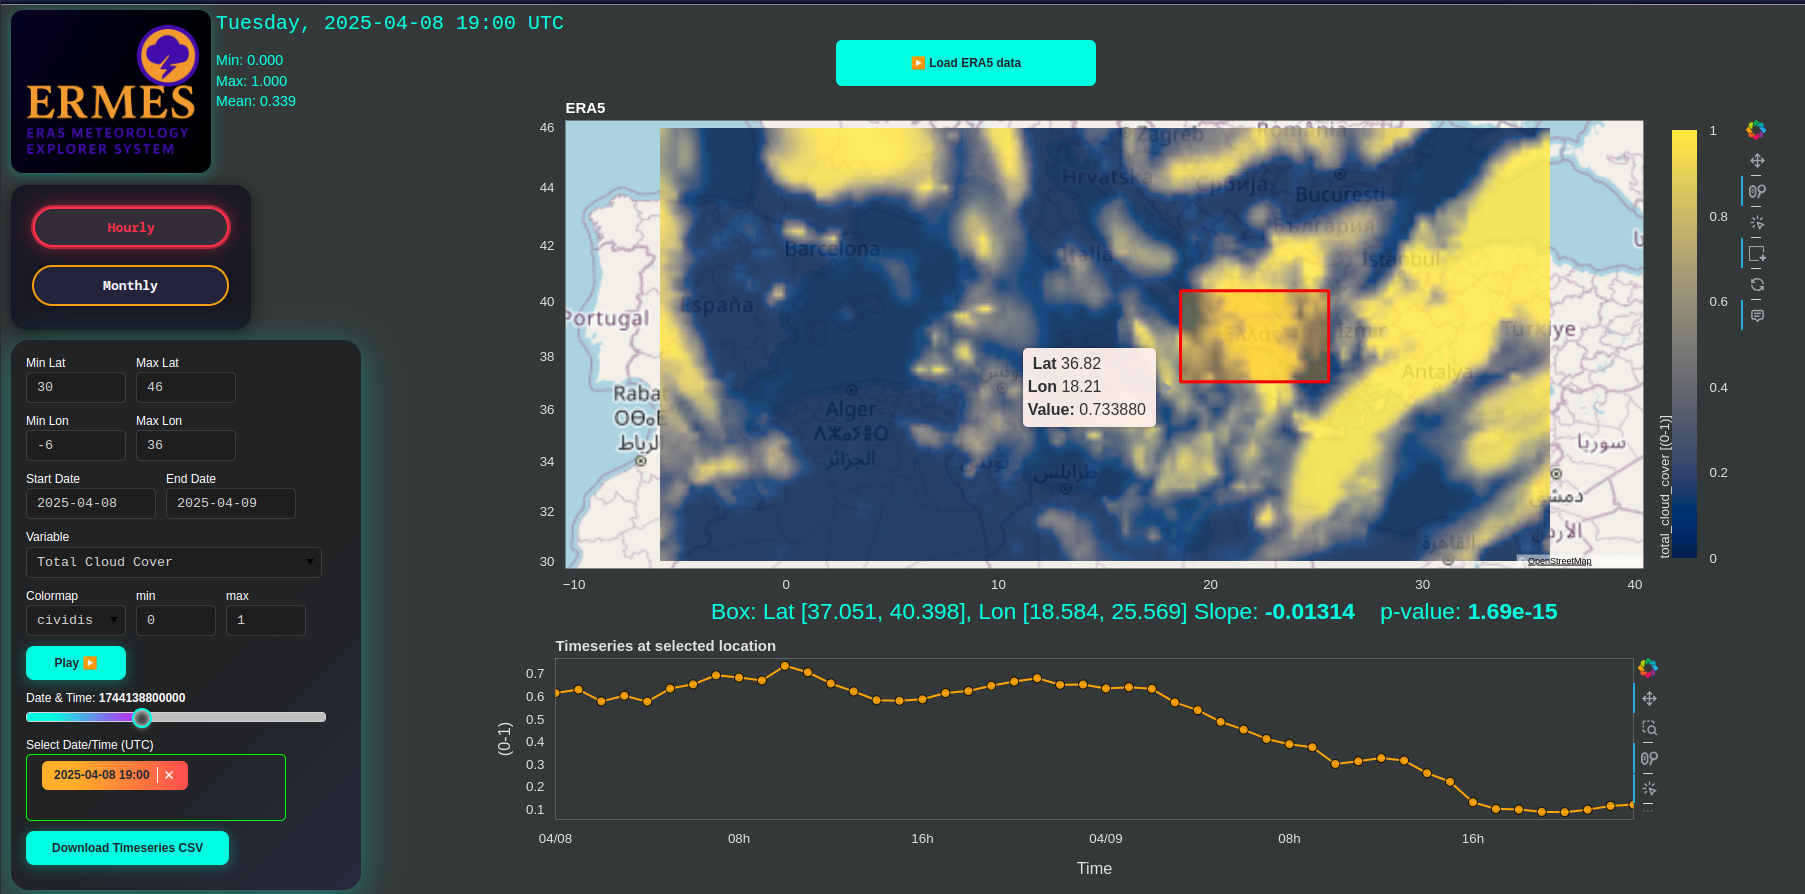 Tuesday, 2025-04-08 19:00 UTC
Min: 0.000
Max: 1.000
Mean: 0.339
ERMES
ERA5 METEOROLOGY
EXPLORER SYSTEM
▶ Load ERA5 data
Hourly
Monthly
Min Lat Max Lat
30 46
Min Lon Max Lon
-6 36
Start Date End Date
2025-04-08 2025-04-09
Variable
Total Cloud Cover
Colormap min max
cividis 0 1
Play ▶
Date & Time: 1744138800000
Select Date/Time (UTC)
2025-04-08 19:00 ✕
Download Timeseries CSV
ERA5
46
44
42
40
38
36
34
32
30
−10 0 10 20 30 40
Zagreb
România
Hrvatska
Србија
București
България
Barcelona
Italia
İstanbul
España
Portugal
Ελλάς
İzmir
Türkiye
Antalya
تونس
Rabat
الرباط
Alger
ⴷⵣⴰⵢⵔ
الجزائر
تونس
طرابلس
سوريا
دمشق
الأردن
القاهرة
OpenStreetMap
Lat 36.82
Lon 18.21
Value: 0.733880
1
0.8
0.6
0.4
0.2
0
total_cloud_cover [(0-1)]
Box: Lat [37.051, 40.398], Lon [18.584, 25.569] Slope: -0.01314 p-value: 1.69e-15
Timeseries at selected location
0.7
0.6
0.5
0.4
0.3
0.2
0.1
(0-1)
04/08 08h 16h 04/09 08h 16h
Time